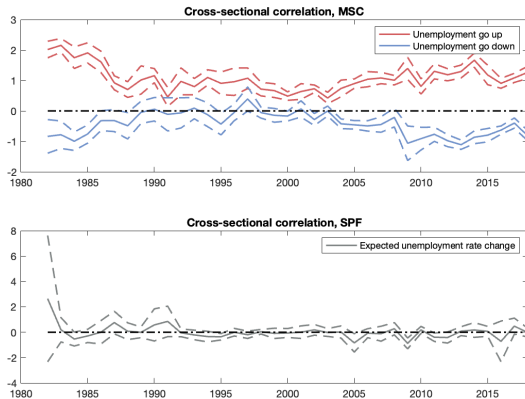 Cross-sectional correlation, MSC
3
2
1
0
-1
-2
Unemployment go up
Unemployment go down
1980 1985 1990 1995 2000 2005 2010 2015
Cross-sectional correlation, SPF
8
6
4
2
0
-2
-4
Expected unemployment rate change
1980 1985 1990 1995 2000 2005 2010 2015